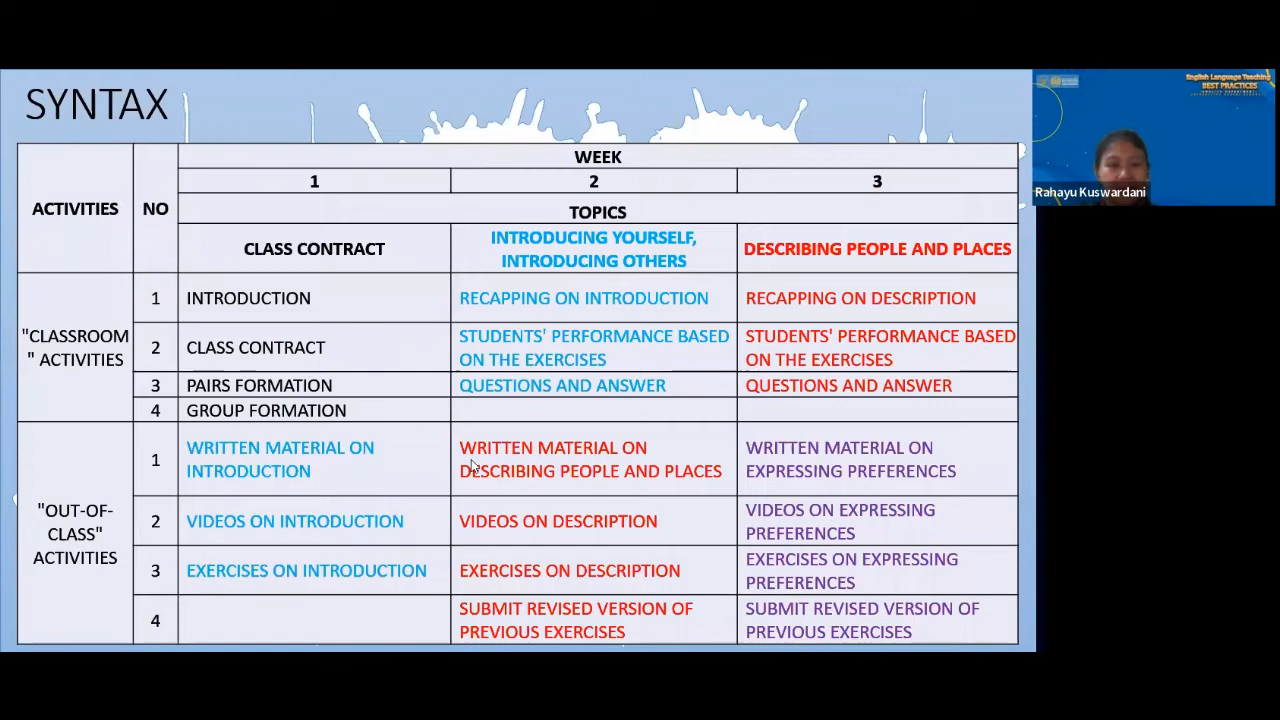 SYNTAX
English Language Teaching
BEST PRACTICES
Rahayu Kuswardani
ACTIVITIES
NO
WEEK
1
2
3
TOPICS
CLASS CONTRACT
INTRODUCING YOURSELF,
INTRODUCING OTHERS
DESCRIBING PEOPLE AND PLACES
"CLASSROOM
" ACTIVITIES
1
INTRODUCTION
RECAPPING ON INTRODUCTION
RECAPPING ON DESCRIPTION
2
CLASS CONTRACT
STUDENTS' PERFORMANCE BASED
ON THE EXERCISES
STUDENTS' PERFORMANCE BASED
ON THE EXERCISES
3
PAIRS FORMATION
QUESTIONS AND ANSWER
QUESTIONS AND ANSWER
4
GROUP FORMATION
"OUT-OF-
CLASS"
ACTIVITIES
1
WRITTEN MATERIAL ON
INTRODUCTION
WRITTEN MATERIAL ON
DESCRIBING PEOPLE AND PLACES
WRITTEN MATERIAL ON
EXPRESSING PREFERENCES
2
VIDEOS ON INTRODUCTION
VIDEOS ON DESCRIPTION
VIDEOS ON EXPRESSING
PREFERENCES
3
EXERCISES ON INTRODUCTION
EXERCISES ON DESCRIPTION
EXERCISES ON EXPRESSING
PREFERENCES
4
SUBMIT REVISED VERSION OF
PREVIOUS EXERCISES
SUBMIT REVISED VERSION OF
PREVIOUS EXERCISES